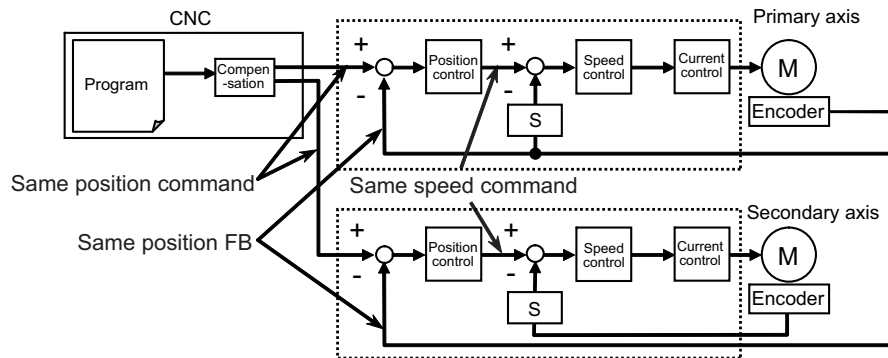 CNC
Program
Compen
-sation
Primary axis
+
-
Position
control
+
-
Speed
control
Current
control
M
Encoder
S
Same position command
Same speed command
Same position FB
Secondary axis
+
-
Position
control
+
-
Speed
control
Current
control
M
Encoder
S